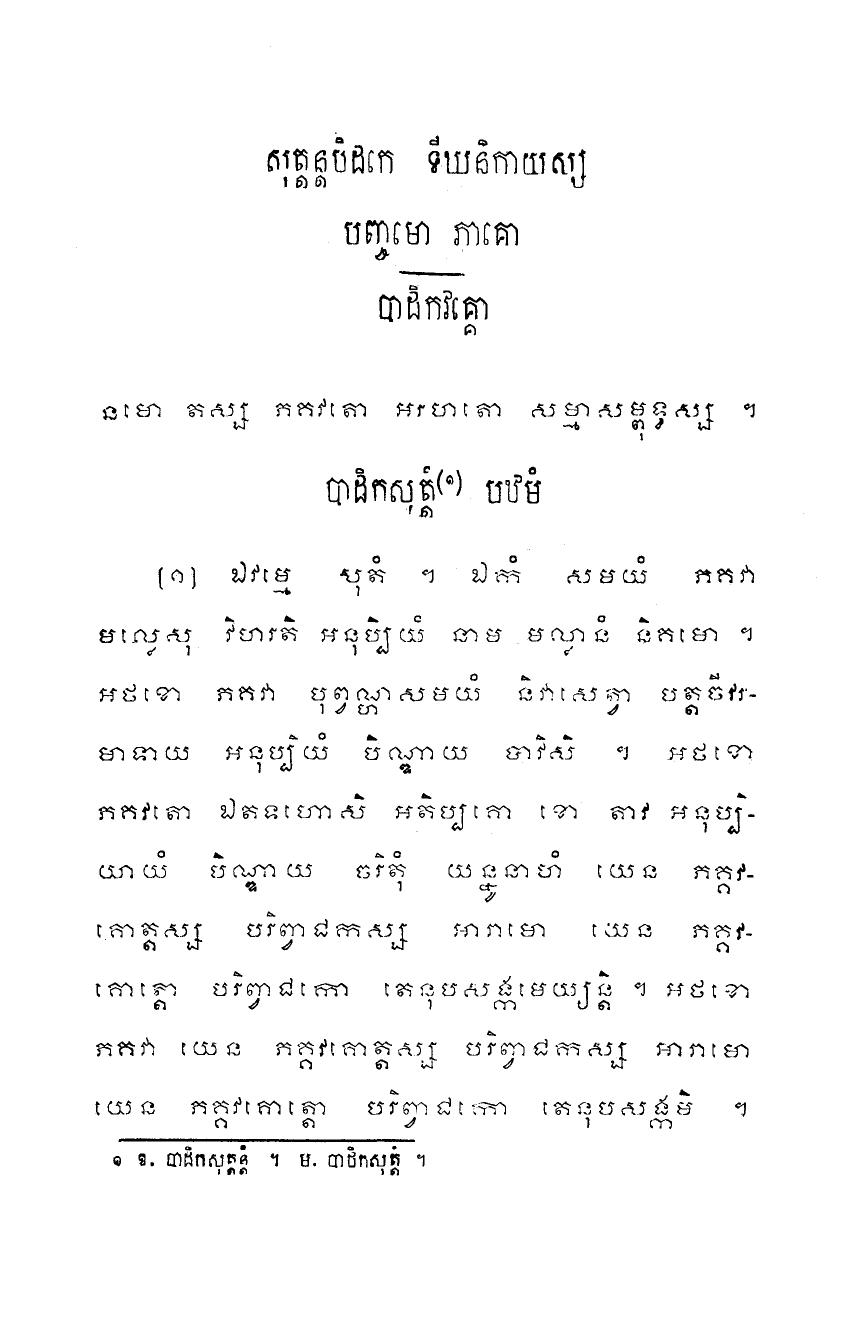 សុត្តន្តបិដកេ ទីឃនិកាយស្ស
បញ្ចមោ ភាគោ
បាដិកវគ្គោ
នមោ តស្ស ភគវតោ អរហតោ សម្មាសម្ពុទ្ធស្ស ។
បាដិកសុត្តំ(១) បឋមំ
[១] ឯវម្មេ សុតំ ។ ឯកំ សមយំ ភគវា
មល្លេសុ វិហរតិ អនុប្បិយំ នាម មល្លានំ និគមោ ។
អថខោ ភគវា បុព្វណ្ហសមយំ និវាសេត្វា បត្តចីវរ-
មាទាយ អនុប្បិយំ បិណ្ឌាយ បាវិសិ ។ អថខោ
ភគវតោ ឯតទហោសិ អតិប្បគោ ខោ តាវ អនុប្បិ-
យាយំ បិណ្ឌាយ ចរិតុំ យន្នូនាហំ យេន ភគ្គវ-
គោត្តស្ស បរិព្វាជកស្ស អារាមោ យេន ភគ្គវ-
គោត្តោ បរិព្វាជកោ តេនុបសង្កមេយ្យន្តិ ។ អថខោ
ភគវា យេន ភគ្គវគោត្តស្ស បរិព្វាជកស្ស អារាមោ
យេន ភគ្គវគោត្តោ បរិព្វាជកោ តេនុបសង្កមិ ។
១ ឱ. បាដិកសុត្តន្តំ ។ ម. បាថិកសុត្តំ ។